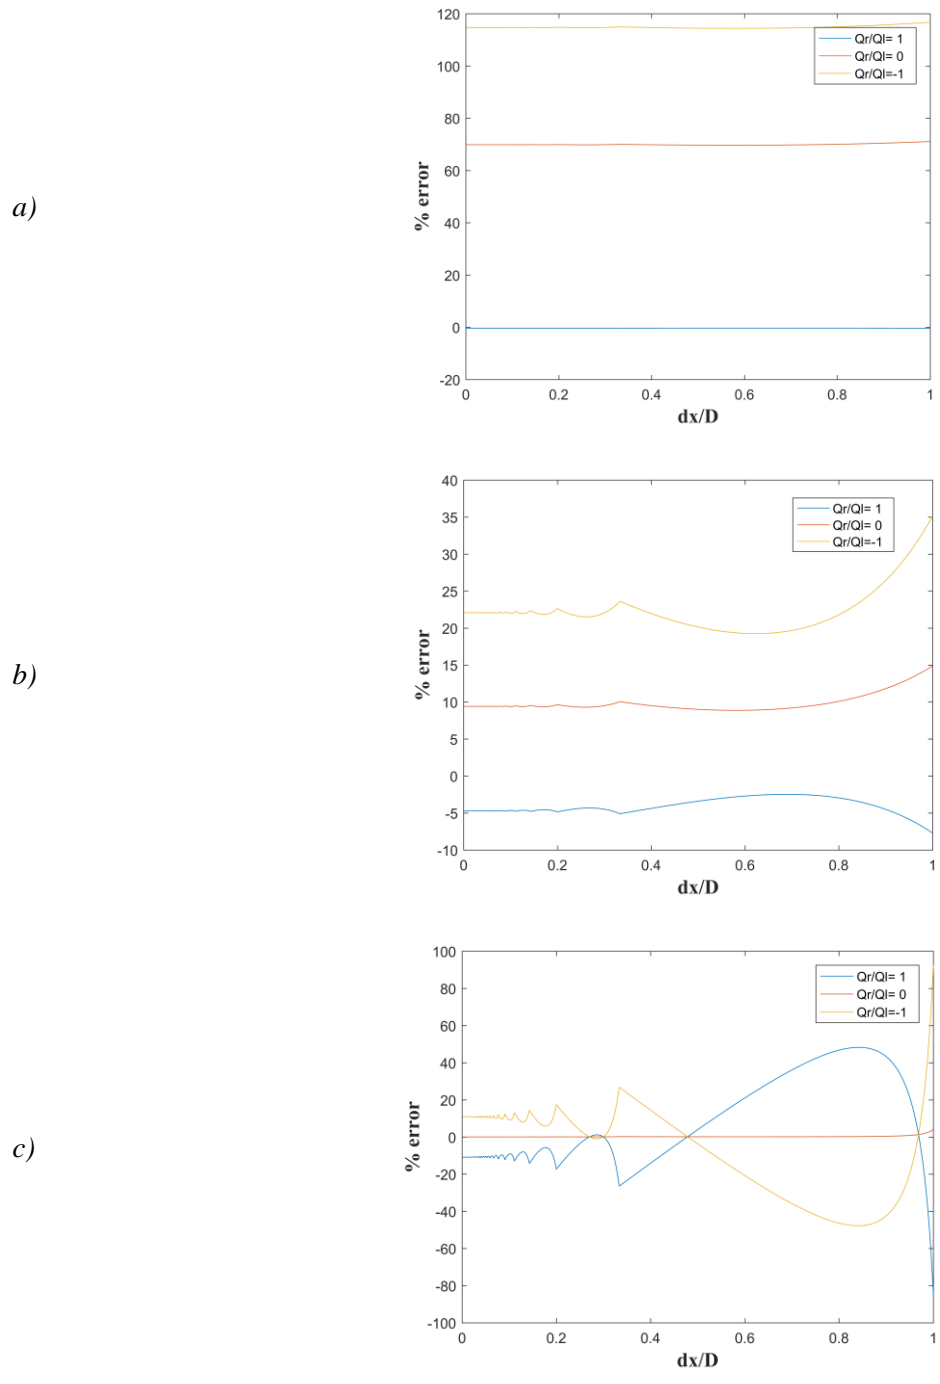 a)
120
100
80
60
40
20
0
-20
% error
0 0.2 0.4 0.6 0.8 1
dx/D
Qr/Ql= 1
Qr/Ql= 0
Qr/Ql=-1
b)
40
35
30
25
20
15
10
5
0
-5
-10
% error
0 0.2 0.4 0.6 0.8 1
dx/D
Qr/Ql= 1
Qr/Ql= 0
Qr/Ql=-1
c)
100
80
60
40
20
0
-20
-40
-60
-80
-100
% error
0 0.2 0.4 0.6 0.8 1
dx/D
Qr/Ql= 1
Qr/Ql= 0
Qr/Ql=-1